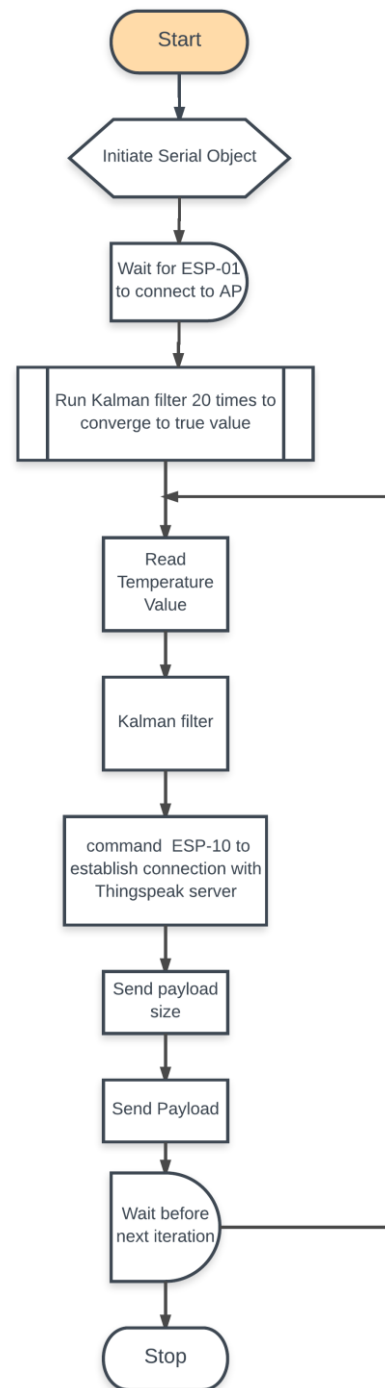 Start
Initiate Serial Object
Wait for ESP-01
to connect to AP
Run Kalman filter 20 times to
converge to true value
Read
Temperature
Value
Kalman filter
command  ESP-10 to
establish connection with
Thingspeak server
Send payload
size
Send Payload
Wait before
next iteration
Stop